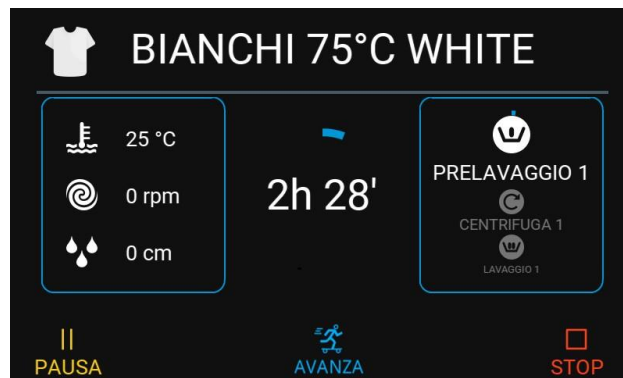 BIANCHI 75°C WHITE
25 °C
0 rpm
0 cm
2h 28'
PRELAVAGGIO 1
CENTRIFUGA 1
LAVAGGIO 1
PAUSA
AVANZA
STOP